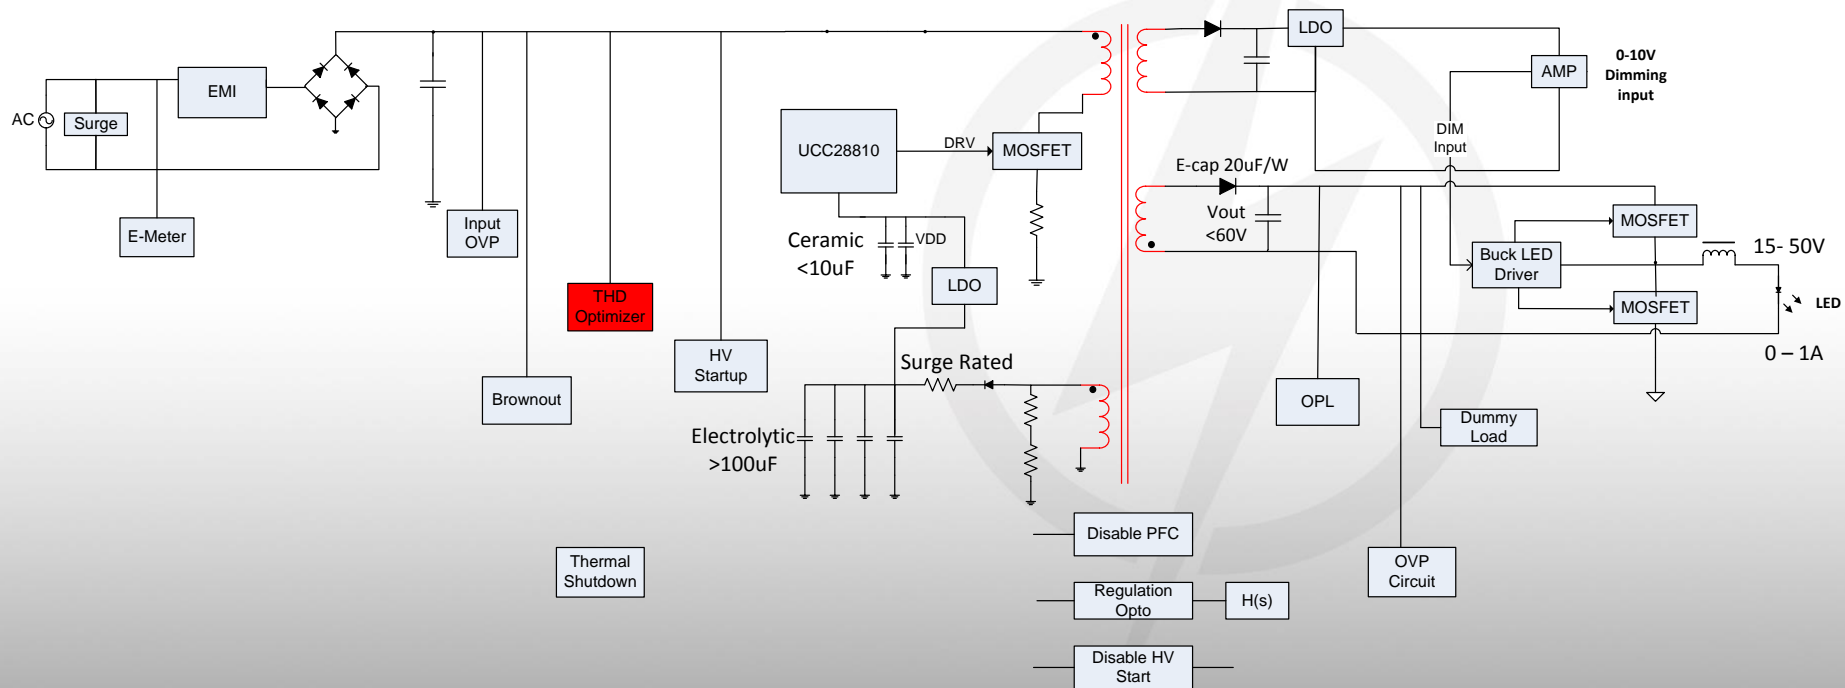 LDO
0-10V
Dimming
input
AMP
EMI
AC
Surge
DIM
Input
UCC28810
DRV
MOSFET
E-cap 20uF/W
Vout
<60V
MOSFET
E-Meter
Input
OVP
Ceramic
<10uF
VDD
Buck LED
Driver
15- 50V
LDO
THD
Optimizer
MOSFET
LED
HV
Startup
Surge Rated
0 – 1A
Brownout
OPL
Dummy
Load
Electrolytic
>100uF
Disable PFC
Thermal
Shutdown
OVP
Circuit
Regulation
Opto
H(s)
Disable HV
Start